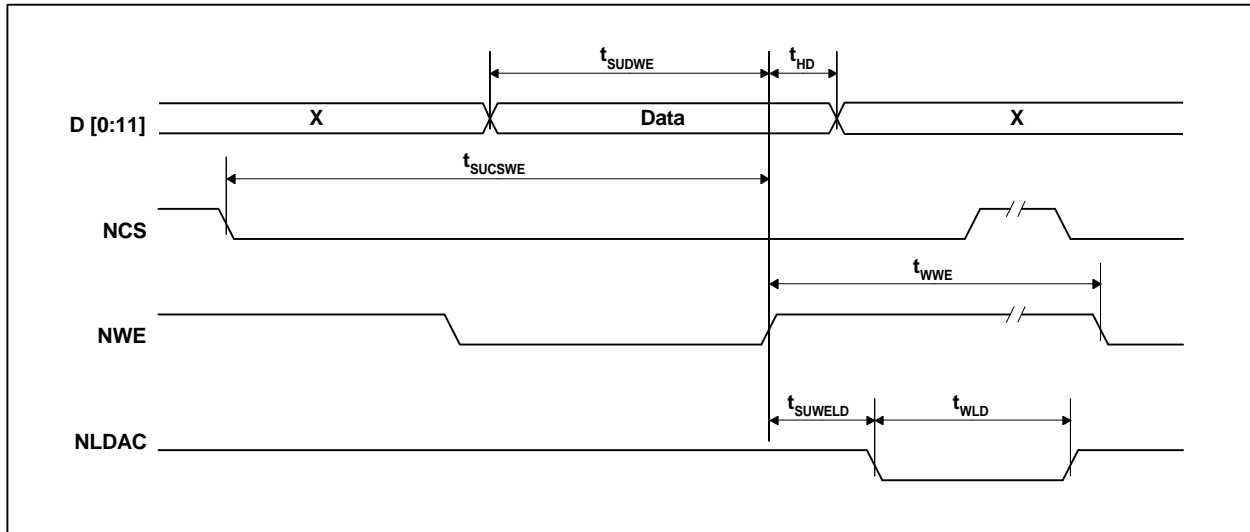 tSUDWE tHD
D [0:11] X Data X
tSUCSWE
NCS
tWWE
NWE
tSUWELD tWLD
NLDAC